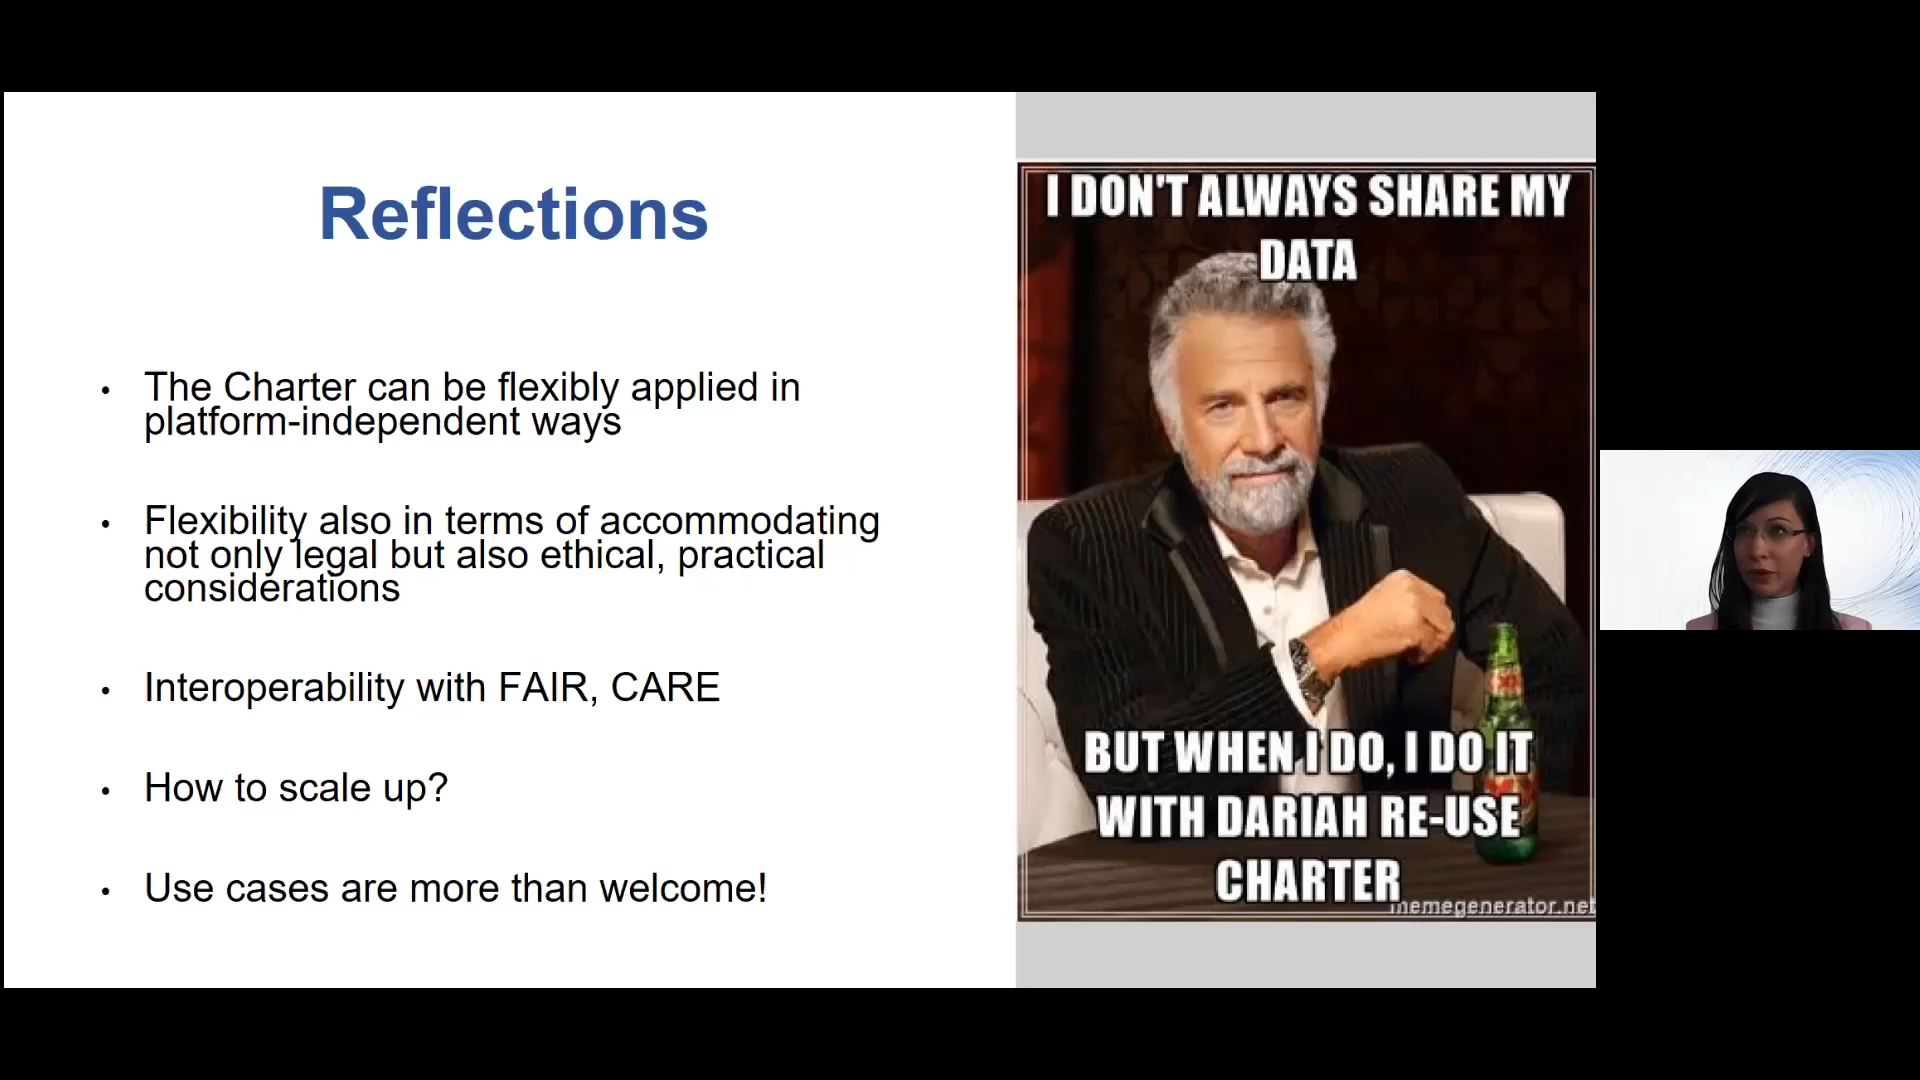 Reflections
The Charter can be flexibly applied in
platform-independent ways
Flexibility also in terms of accommodating
not only legal but also ethical, practical
considerations
Interoperability with FAIR, CARE
How to scale up?
Use cases are more than welcome!
I DON'T ALWAYS SHARE MY
DATA
BUT WHEN I DO, I DO IT
WITH DARIAH RE-USE
CHARTER
memegenerator.net